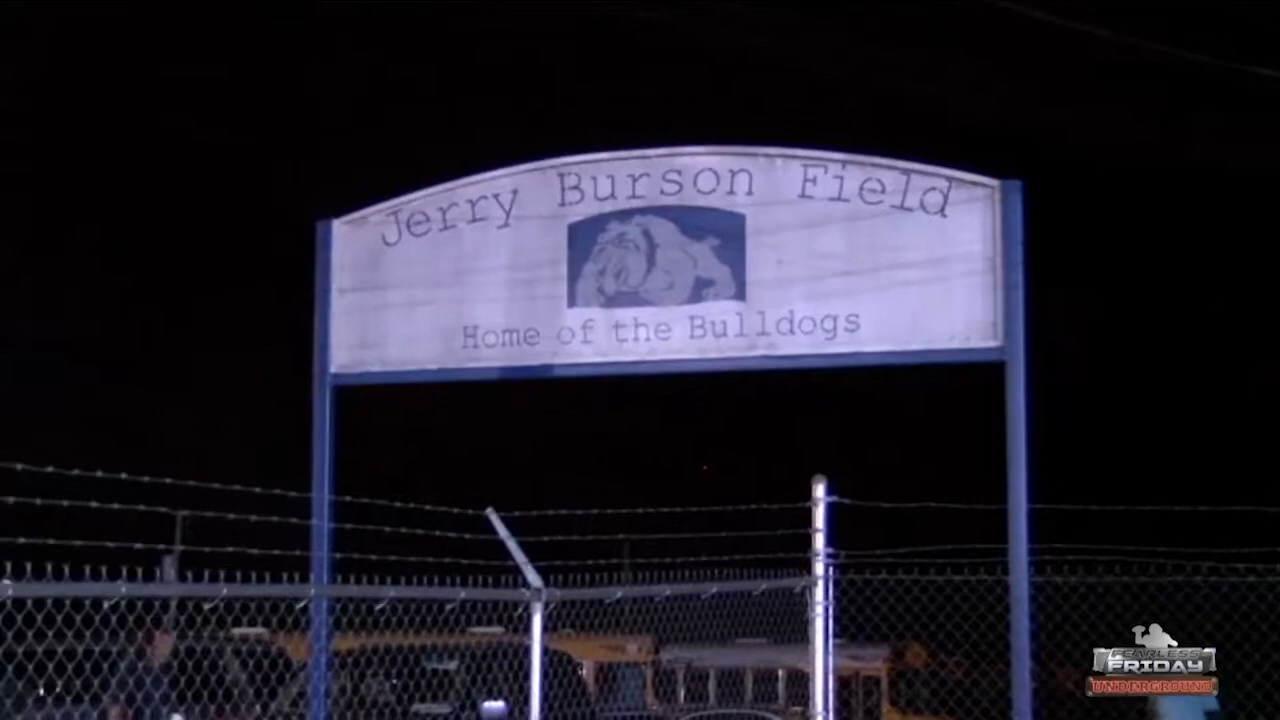 Jerry Burson Field
Home of the Bulldogs
FEARLESS
FRIDAY
UNDERGROUND